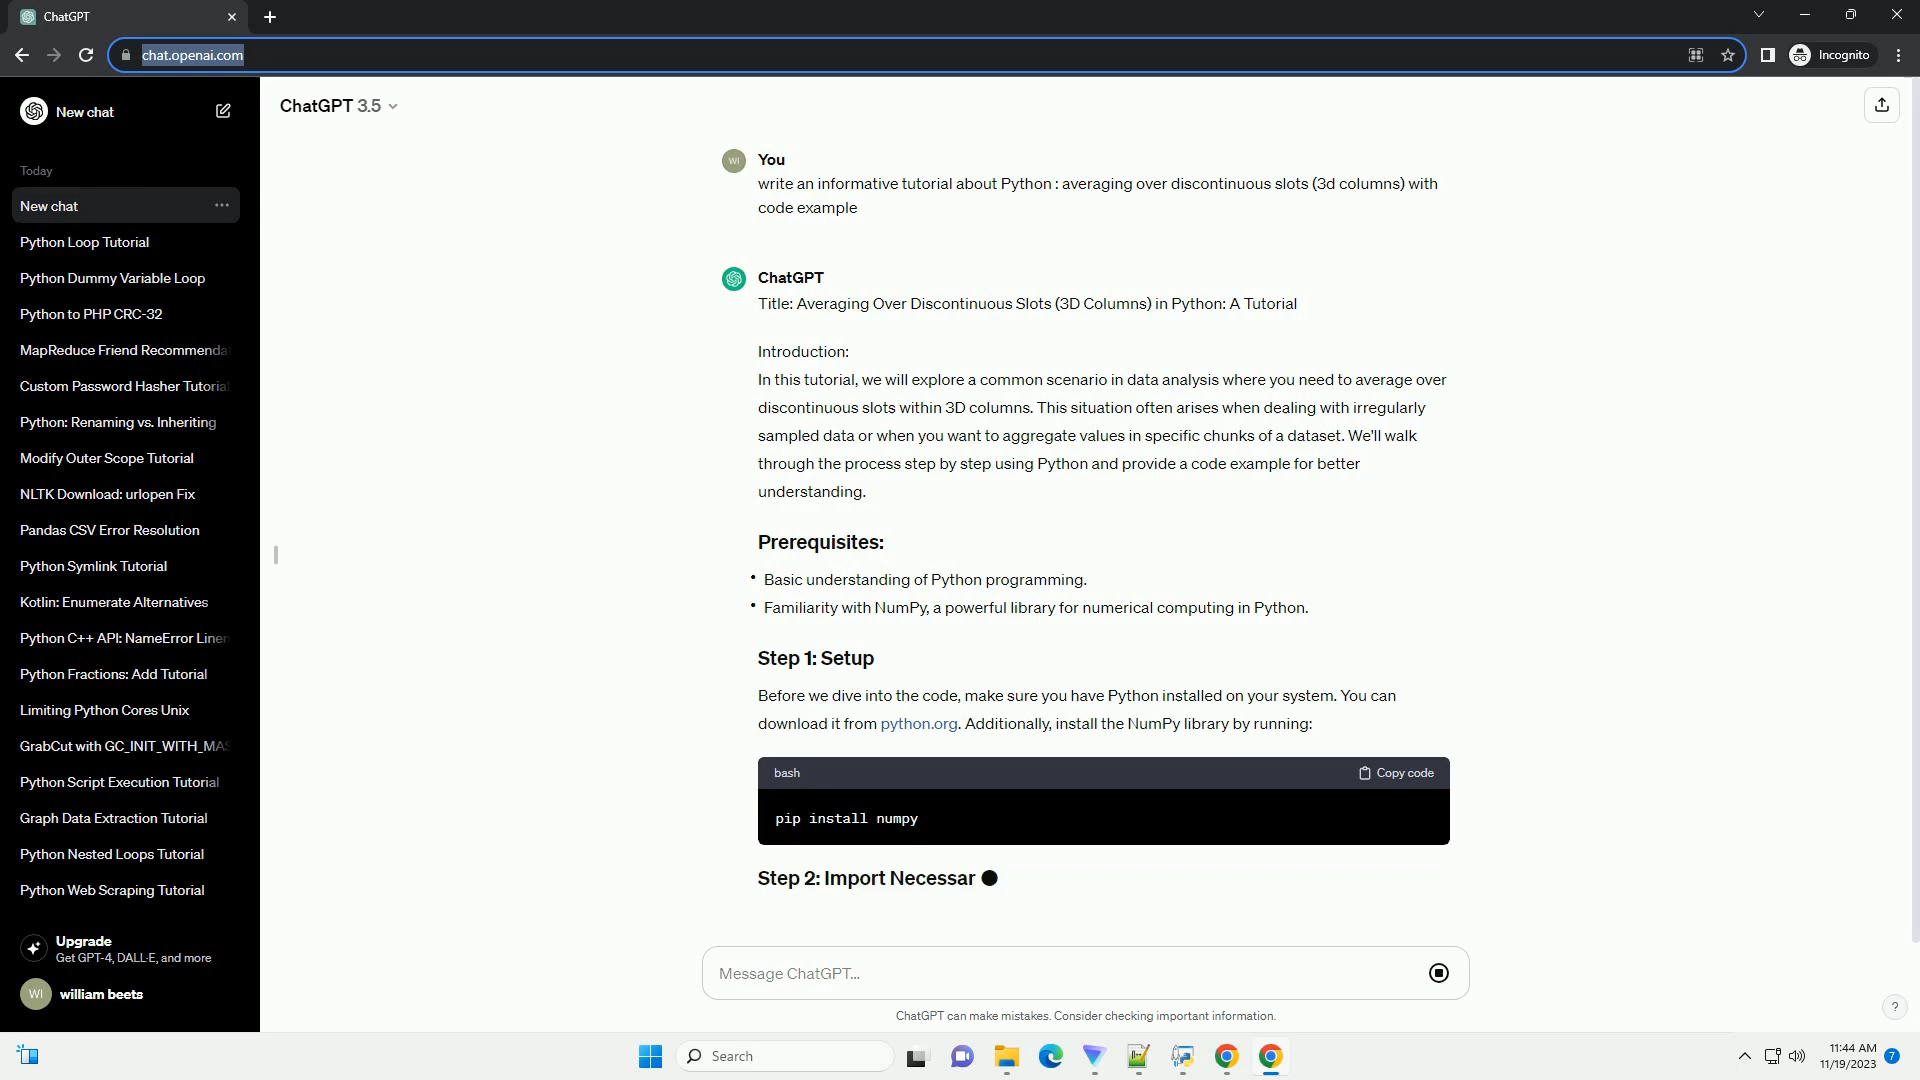 ChatGPT
chat.openai.com
Incognito
New chat
Today
New chat
Python Loop Tutorial
Python Dummy Variable Loop
Python to PHP CRC-32
MapReduce Friend Recommenda
Custom Password Hasher Tutorial
Python: Renaming vs. Inheriting
Modify Outer Scope Tutorial
NLTK Download: urlopen Fix
Pandas CSV Error Resolution
Python Symlink Tutorial
Kotlin: Enumerate Alternatives
Python C++ API: NameError Linen
Python Fractions: Add Tutorial
Limiting Python Cores Unix
GrabCut with GC_INIT_WITH_MAS
Python Script Execution Tutorial
Graph Data Extraction Tutorial
Python Nested Loops Tutorial
Python Web Scraping Tutorial
Upgrade
Get GPT-4, DALL·E, and more
WI
william beets
ChatGPT 3.5
WI
You
write an informative tutorial about Python : averaging over discontinuous slots (3d columns) with
code example
ChatGPT
Title: Averaging Over Discontinuous Slots (3D Columns) in Python: A Tutorial
Introduction:
In this tutorial, we will explore a common scenario in data analysis where you need to average over
discontinuous slots within 3D columns. This situation often arises when dealing with irregularly
sampled data or when you want to aggregate values in specific chunks of a dataset. We'll walk
through the process step by step using Python and provide a code example for better
understanding.
Prerequisites:
• Basic understanding of Python programming.
• Familiarity with NumPy, a powerful library for numerical computing in Python.
Step 1: Setup
Before we dive into the code, make sure you have Python installed on your system. You can
download it from python.org. Additionally, install the NumPy library by running:
bash
Copy code
pip install numpy
Step 2: Import Necessar
Message ChatGPT...
ChatGPT can make mistakes. Consider checking important information.
?
Search
11:44 AM
11/19/2023
7